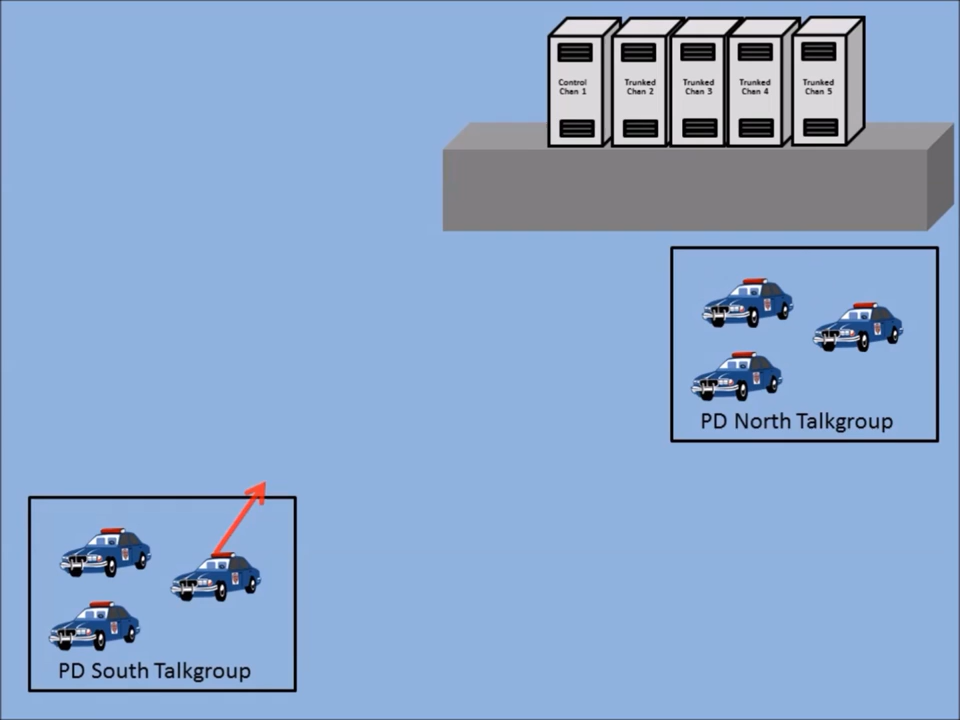 Control
Chan 1
Trunked
Chan 2
Trunked
Chan 3
Trunked
Chan 4
Trunked
Chan 5
PD North Talkgroup
PD South Talkgroup